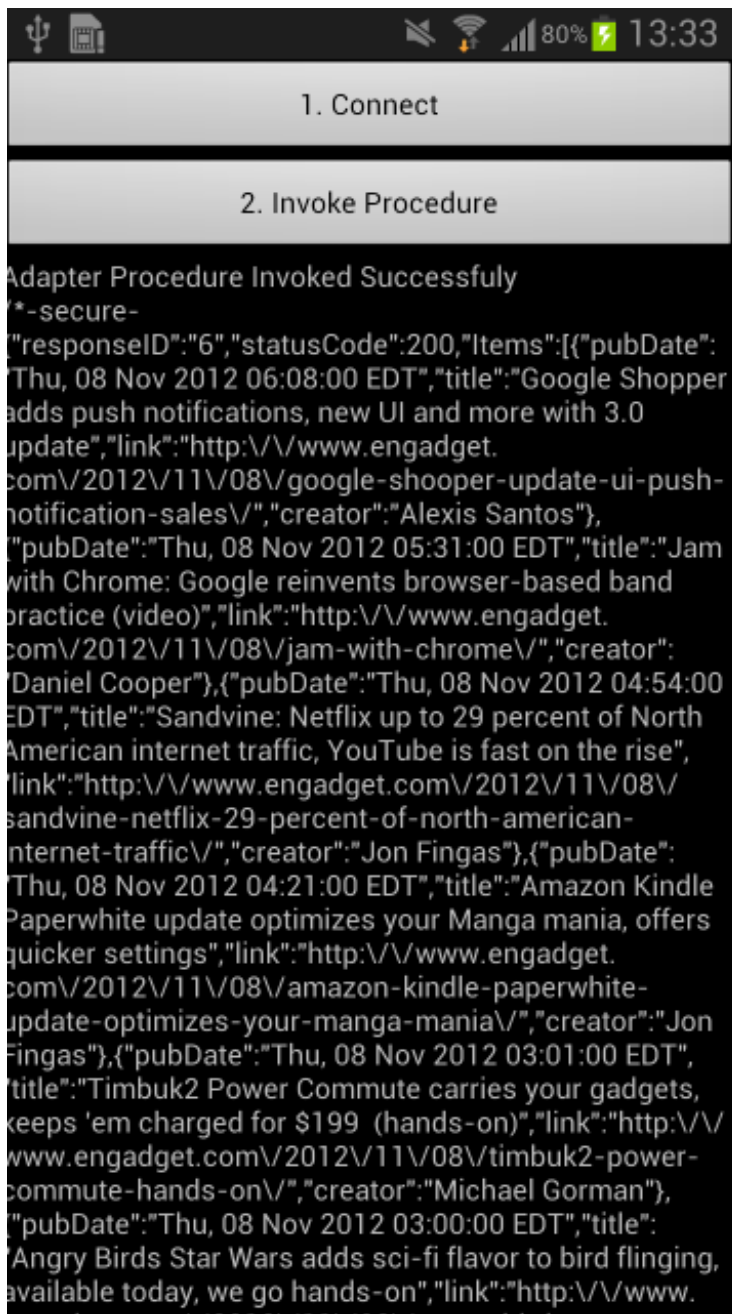 80% 13:33
1. Connect
2. Invoke Procedure
Adapter Procedure Invoked Successfuly
/*-secure-
{"responseID":"6","statusCode":200,"Items":[{"pubDate":
"Thu, 08 Nov 2012 06:08:00 EDT","title":"Google Shopper
adds push notifications, new UI and more with 3.0
update","link":"http:\/\/www.engadget.
com\/2012\/11\/08\/google-shooper-update-ui-push-
notification-sales\/","creator":"Alexis Santos"},
{"pubDate":"Thu, 08 Nov 2012 05:31:00 EDT","title":"Jam
with Chrome: Google reinvents browser-based band
practice (video)","link":"http:\/\/www.engadget.
com\/2012\/11\/08\/jam-with-chrome\/","creator":
"Daniel Cooper"},{"pubDate":"Thu, 08 Nov 2012 04:54:00
EDT","title":"Sandvine: Netflix up to 29 percent of North
American internet traffic, YouTube is fast on the rise",
"link":"http:\/\/www.engadget.com\/2012\/11\/08\/
sandvine-netflix-29-percent-of-north-american-
internet-traffic\/","creator":"Jon Fingas"},{"pubDate":
"Thu, 08 Nov 2012 04:21:00 EDT","title":"Amazon Kindle
Paperwhite update optimizes your Manga mania, offers
quicker settings","link":"http:\/\/www.engadget.
com\/2012\/11\/08\/amazon-kindle-paperwhite-
update-optimizes-your-manga-mania\/","creator":"Jon
Fingas"},{"pubDate":"Thu, 08 Nov 2012 03:01:00 EDT",
"title":"Timbuk2 Power Commute carries your gadgets,
keeps 'em charged for $199  (hands-on)","link":"http:\/\/
www.engadget.com\/2012\/11\/08\/timbuk2-power-
commute-hands-on\/","creator":"Michael Gorman"},
{"pubDate":"Thu, 08 Nov 2012 03:00:00 EDT","title":
"Angry Birds Star Wars adds sci-fi flavor to bird flinging,
available today, we go hands-on","link":"http:\/\/www.